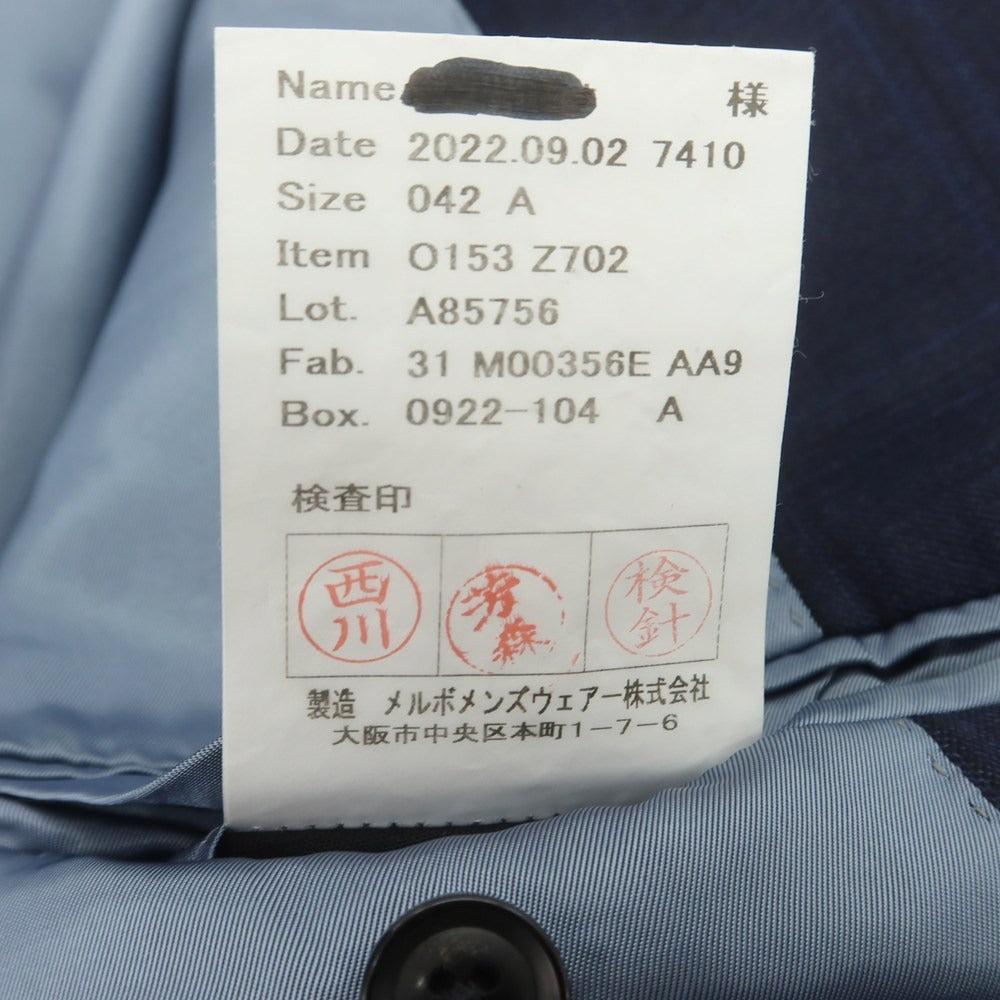 Name 様
Date 2022.09.02 7410
Size 042 A
Item O153 Z702
Lot. A85756
Fab. 31 M00356E AA9
Box. 0922-104 A
検査印
西川
森
検針
製造 メルボメンズウェアー株式会社
大阪市中央区本町1-7-6